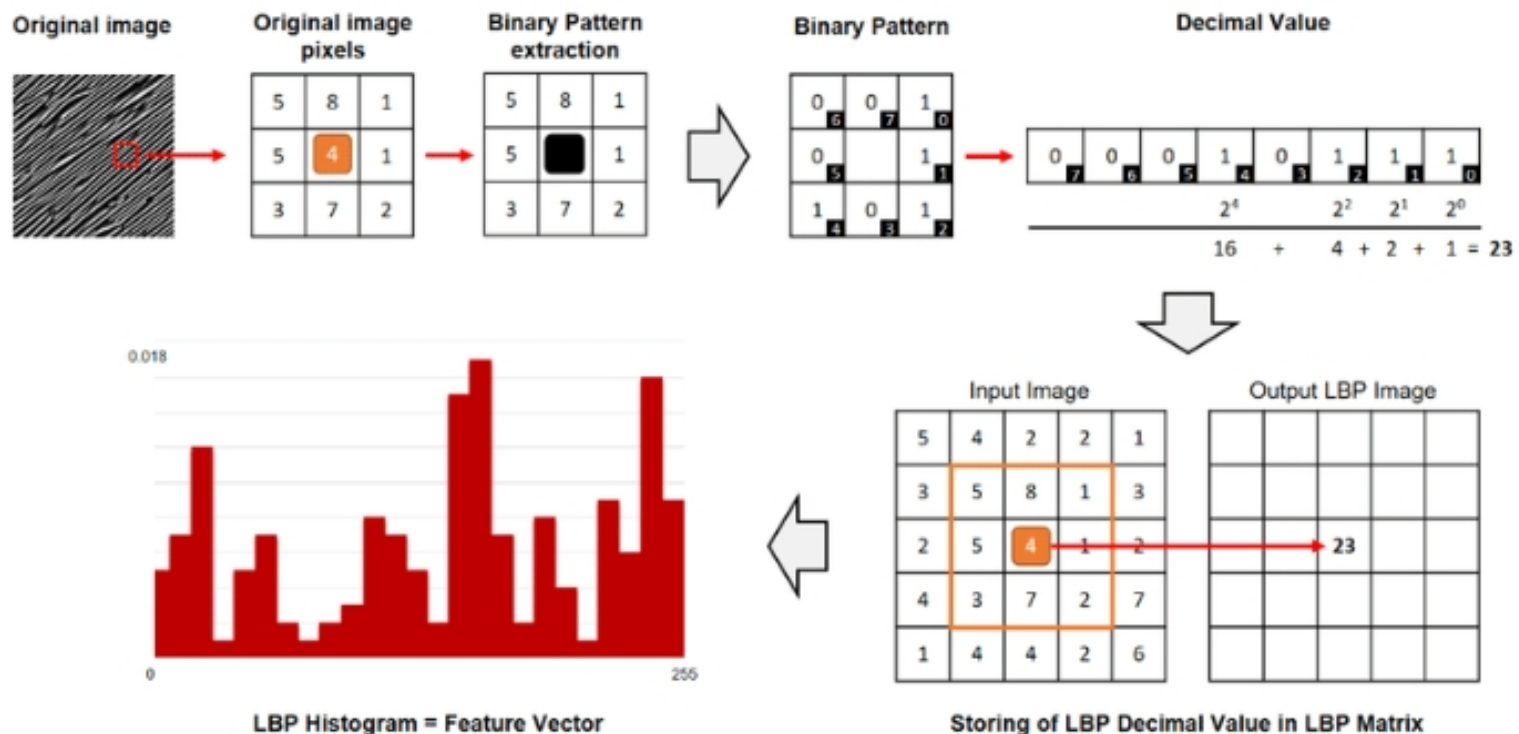 Original image
Original image pixels
Binary Pattern extraction
Binary Pattern
Decimal Value
5 8 1
5 4 1
3 7 2
5 8 1
5 1
3 7 2
0 6 0 7 1 0
0 5 1 1
1 4 0 3 1 2
0 7 0 6 0 5 1 4 0 3 1 2 1 1 1 0
2⁴ 2² 2¹ 2⁰
16 + 4 + 2 + 1 = 23
0.018
0 255
LBP Histogram = Feature Vector
Input Image
5 4 2 2 1
3 5 8 1 3
2 5 4 1 2
4 3 7 2 7
1 4 4 2 6
Output LBP Image
23
Storing of LBP Decimal Value in LBP Matrix